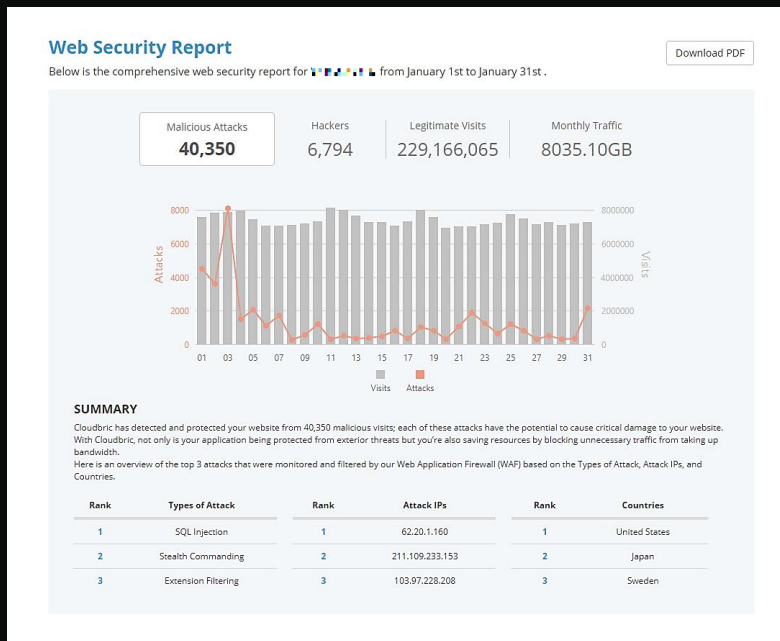 Web Security Report
Download PDF
Below is the comprehensive web security report for from January 1st to January 31st .
Malicious Attacks
40,350
Hackers
6,794
Legitimate Visits
229,166,065
Monthly Traffic
8035.10GB
8000 8000000
6000 6000000
Attacks Visits
4000 4000000
2000 2000000
0 0
01 03 05 07 09 11 13 15 17 19 21 23 25 27 29 31
Visits Attacks
SUMMARY
Cloudbric has detected and protected your website from 40,350 malicious visits; each of these attacks have the potential to cause critical damage to your website.
With Cloudbric, not only is your application being protected from exterior threats but you're also saving resources by blocking unnecessary traffic from taking up
bandwidth.
Here is an overview of the top 3 attacks that were monitored and filtered by our Web Application Firewall (WAF) based on the Types of Attack, Attack IPs, and
Countries.
Rank Types of Attack Rank Attack IPs Rank Countries
1 SQL Injection 1 62.20.1.160 1 United States
2 Stealth Commanding 2 211.109.233.153 2 Japan
3 Extension Filtering 3 103.97.228.208 3 Sweden